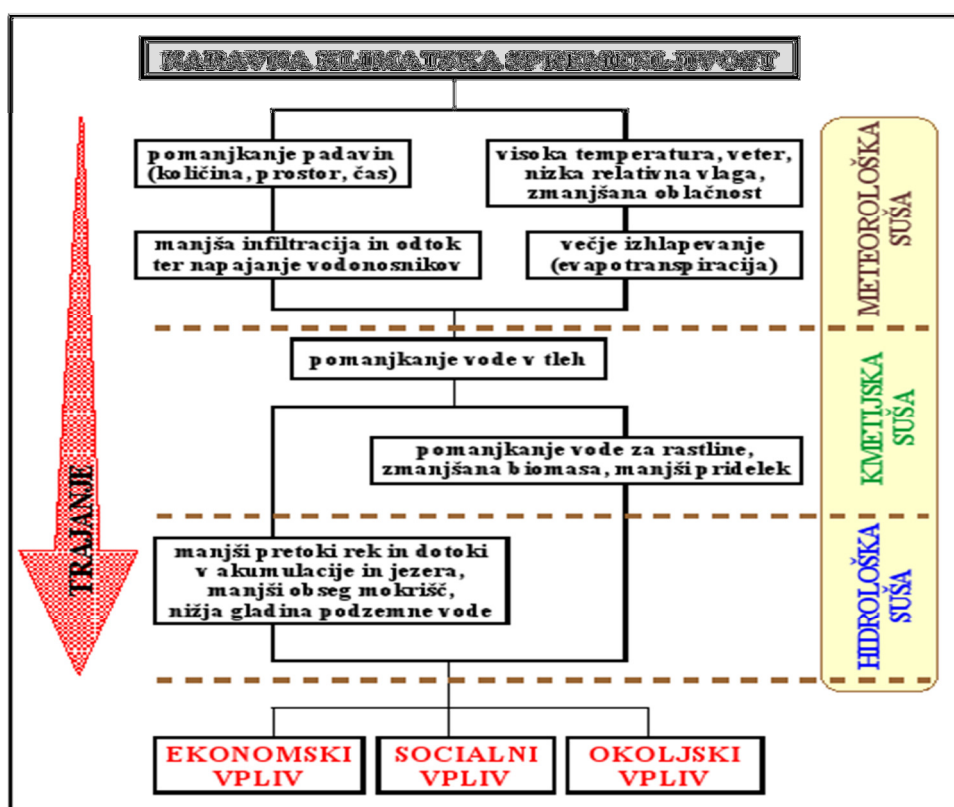 NARAVNA KLIMATSKA SPREMENLJIVOST
pomanjkanje padavin
(količina, prostor, čas)
visoka temperatura, veter,
nizka relativna vlaga,
zmanjšana oblačnost
manjša infiltracija in odtok
ter napajanje vodonosnikov
večje izhlapevanje
(evapotranspiracija)
METEOROLOŠKA
SUŠA
pomanjkanje vode v tleh
pomanjkanje vode za rastline,
zmanjšana biomasa, manjši pridelek
KMETIJSKA
SUŠA
TRAJANJE
manjši pretoki rek in dotoki
v akumulacije in jezera,
manjši obseg mokrišč,
nižja gladina podzemne vode
HIDROLOŠKA
SUŠA
EKONOMSKI
VPLIV
SOCIALNI
VPLIV
OKOLJSKI
VPLIV